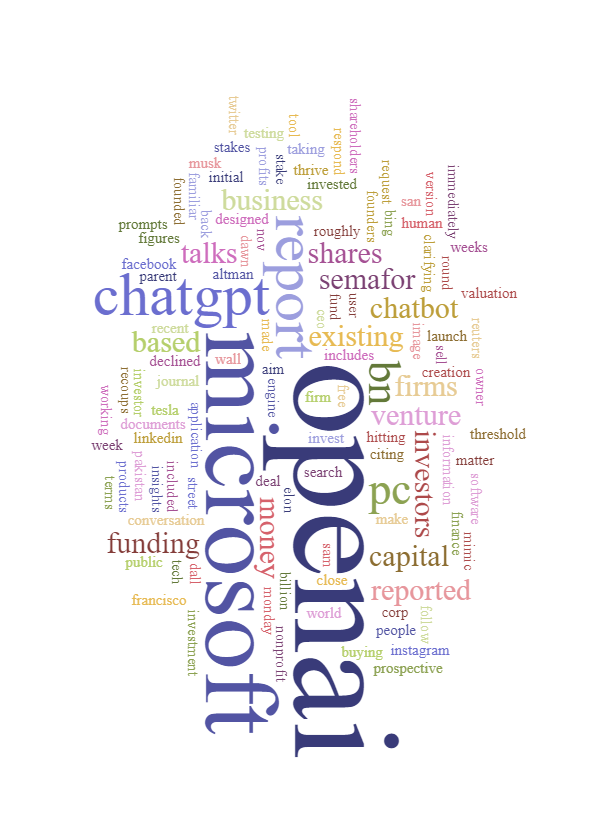 twitter
testing
tool
shareholders
stakes
profits
stake
taking
respond
musk
familiar
initial
thrive
request
version
immediately
founded
back
business
invested
founders
bing
san
prompts
designed
nov
report
roughly
human
figures
talks
dawn
shares
clarifying
round
weeks
facebook
parent
altman
semafor
valuation
chatgpt
fund
user
chatbot
recent
made
ceo
existing
image
launch
reuters
based
microsoft
declined
wall
includes
sell
openai
recoups
investor
journal
aim
engine
bn
creation
owner
working
tesla
application
firm
free
firms
documents
venture
week
linkedin
invest
hitting
investors
threshold
citing
information
terms
products
pakistan
insights
included
street
deal
search
matter
software
elon
pc
conversation
money
make
finance
mimic
funding
sam
capital
public
tech
dall
billion
close
reported
francisco
monday
world
corp
follow
investment
nonprofit
people
buying
instagram
prospective